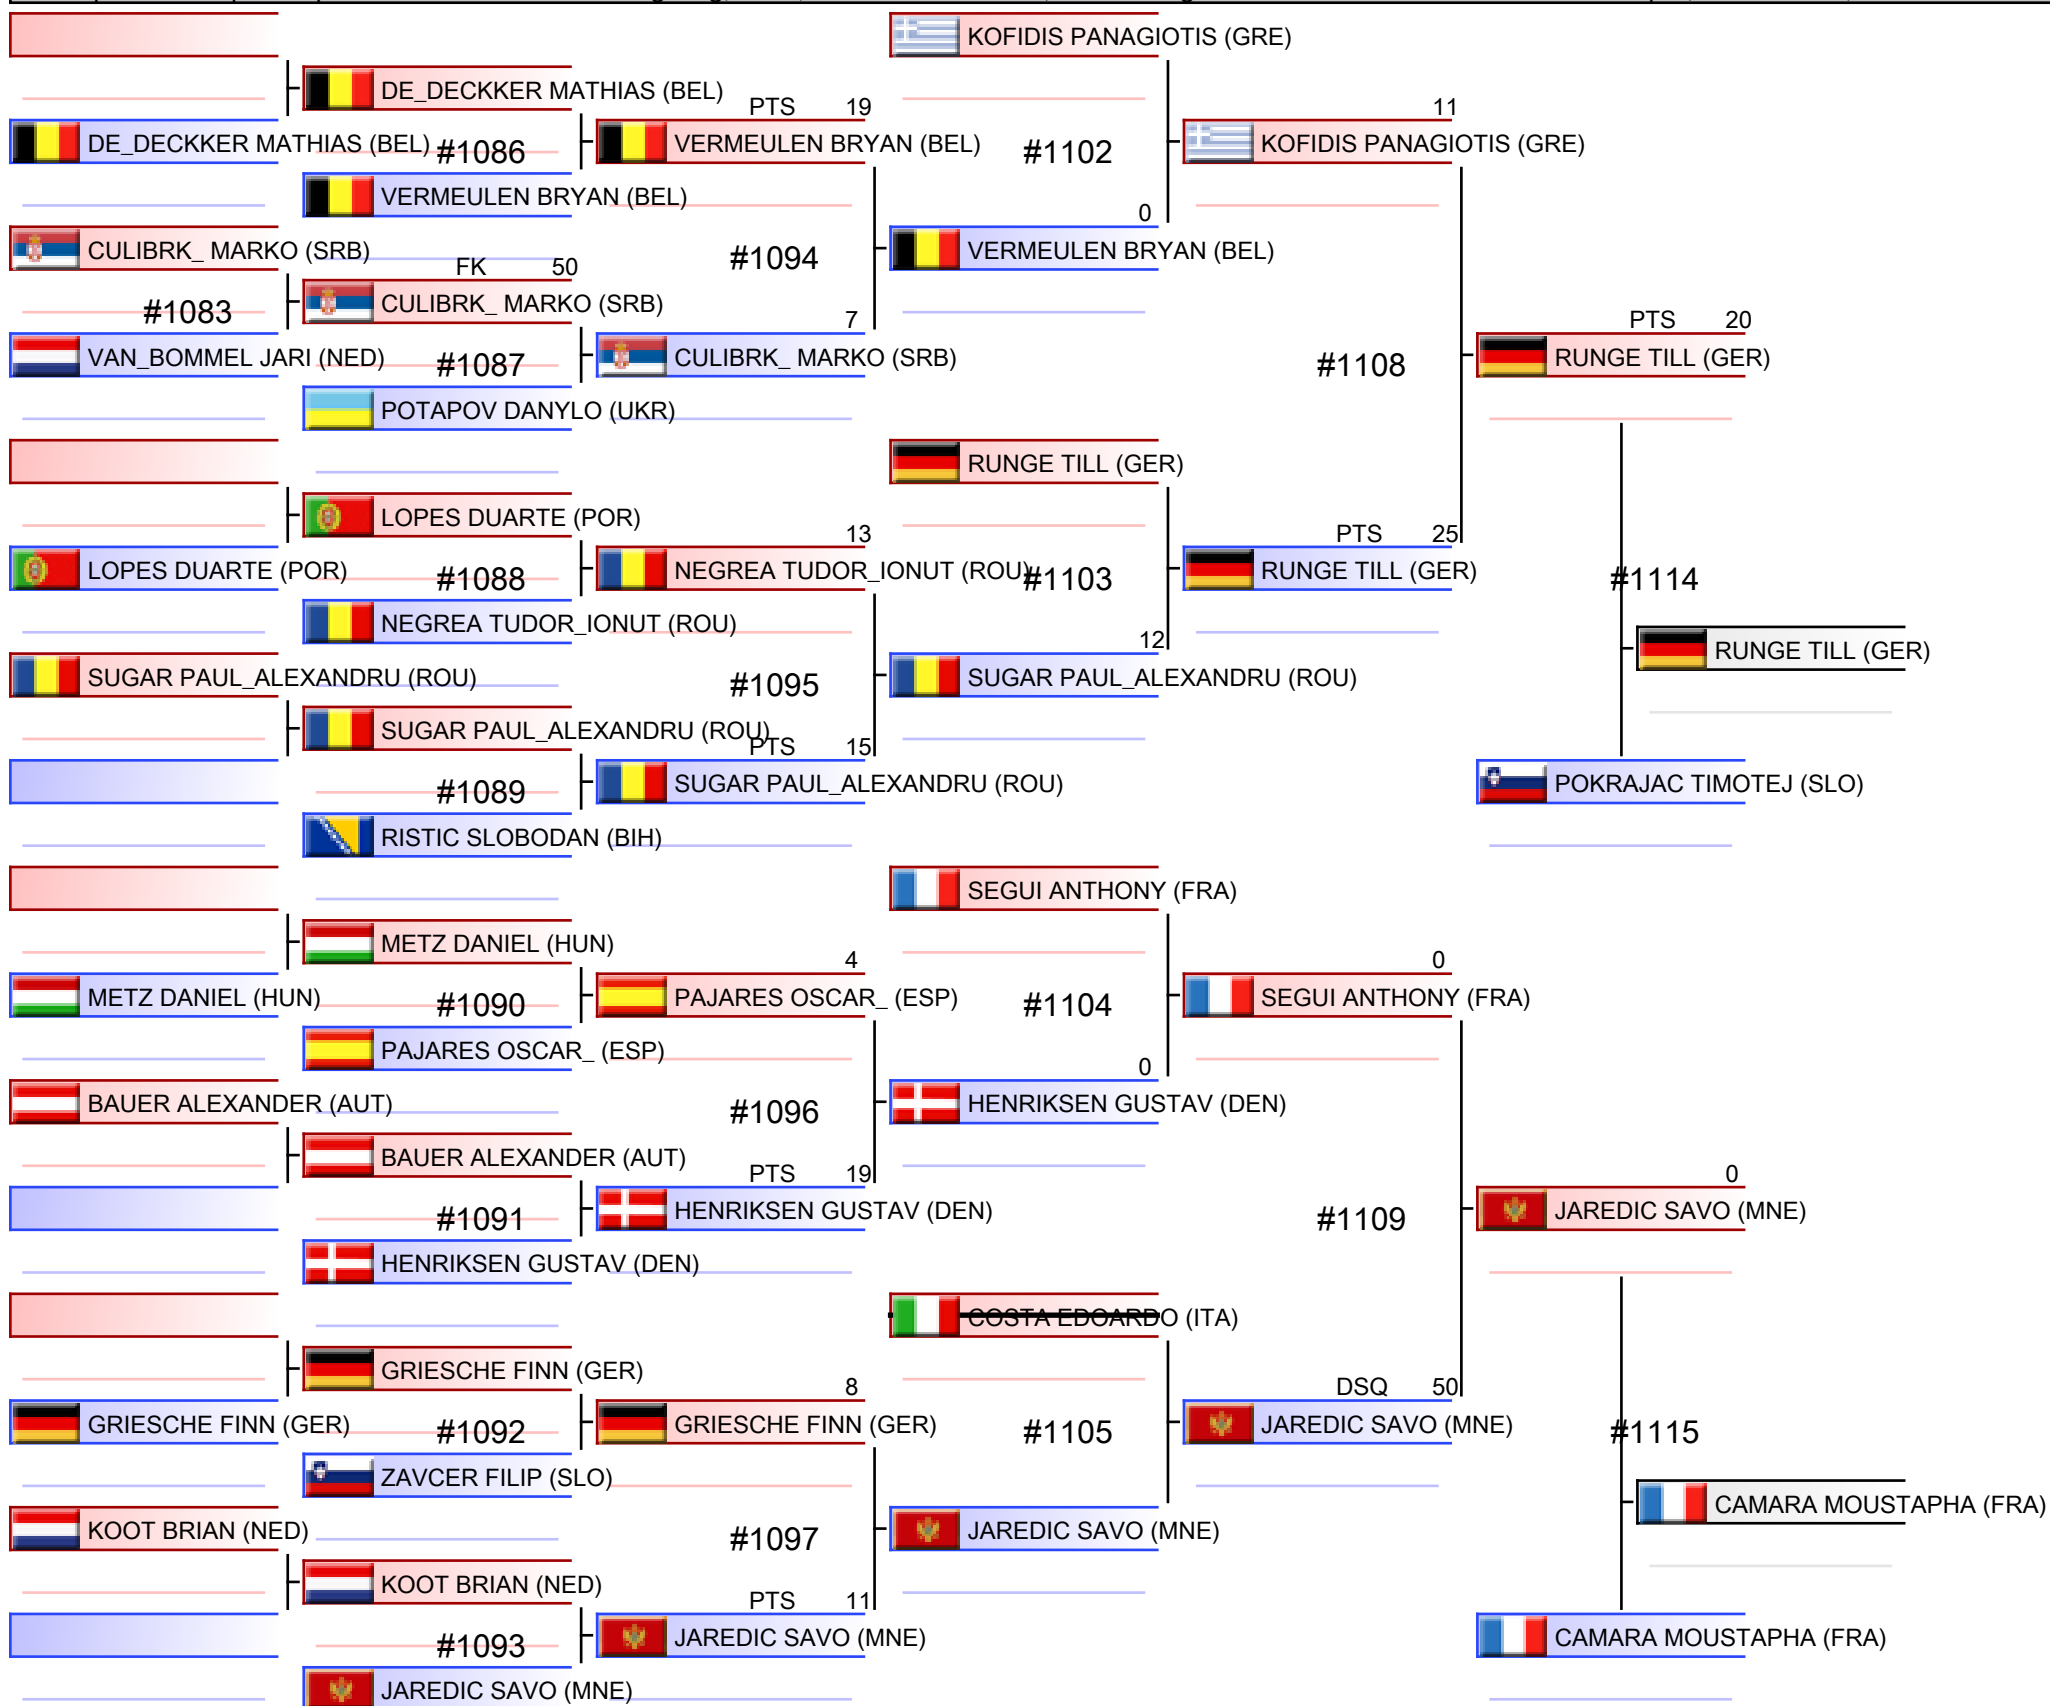 KOFIDIS PANAGIOTIS (GRE)
DE_DECKKER MATHIAS (BEL)
PTS 19
11
DE_DECKKER MATHIAS (BEL)
#1086
VERMEULEN BRYAN (BEL)
#1102
KOFIDIS PANAGIOTIS (GRE)
VERMEULEN BRYAN (BEL)
0
CULIBRK_ MARKO (SRB)
#1094
VERMEULEN BRYAN (BEL)
FK 50
#1083
CULIBRK_ MARKO (SRB)
7
PTS 20
VAN_BOMMEL JARI (NED)
#1087
CULIBRK_ MARKO (SRB)
#1108
RUNGE TILL (GER)
POTAPOV DANYLO (UKR)
RUNGE TILL (GER)
LOPES DUARTE (POR)
13
PTS 25
LOPES DUARTE (POR)
#1088
NEGREA TUDOR_IONUT (ROU)
#1103
RUNGE TILL (GER)
#1114
NEGREA TUDOR_IONUT (ROU)
12
RUNGE TILL (GER)
SUGAR PAUL_ALEXANDRU (ROU)
#1095
SUGAR PAUL_ALEXANDRU (ROU)
SUGAR PAUL_ALEXANDRU (ROU)
PTS 15
#1089
SUGAR PAUL_ALEXANDRU (ROU)
POKRAJAC TIMOTEJ (SLO)
RISTIC SLOBODAN (BIH)
SEGUI ANTHONY (FRA)
METZ DANIEL (HUN)
4
0
METZ DANIEL (HUN)
#1090
PAJARES OSCAR_ (ESP)
#1104
SEGUI ANTHONY (FRA)
PAJARES OSCAR_ (ESP)
0
BAUER ALEXANDER (AUT)
#1096
HENRIKSEN GUSTAV (DEN)
BAUER ALEXANDER (AUT)
PTS 19
0
#1091
HENRIKSEN GUSTAV (DEN)
#1109
JAREDIC SAVO (MNE)
HENRIKSEN GUSTAV (DEN)
COSTA EDOARDO (ITA)
GRIESCHE FINN (GER)
8
DSQ 50
GRIESCHE FINN (GER)
#1092
GRIESCHE FINN (GER)
#1105
JAREDIC SAVO (MNE)
#1115
ZAVCER FILIP (SLO)
CAMARA MOUSTAPHA (FRA)
KOOT BRIAN (NED)
#1097
JAREDIC SAVO (MNE)
KOOT BRIAN (NED)
PTS 11
#1093
JAREDIC SAVO (MNE)
CAMARA MOUSTAPHA (FRA)
JAREDIC SAVO (MNE)